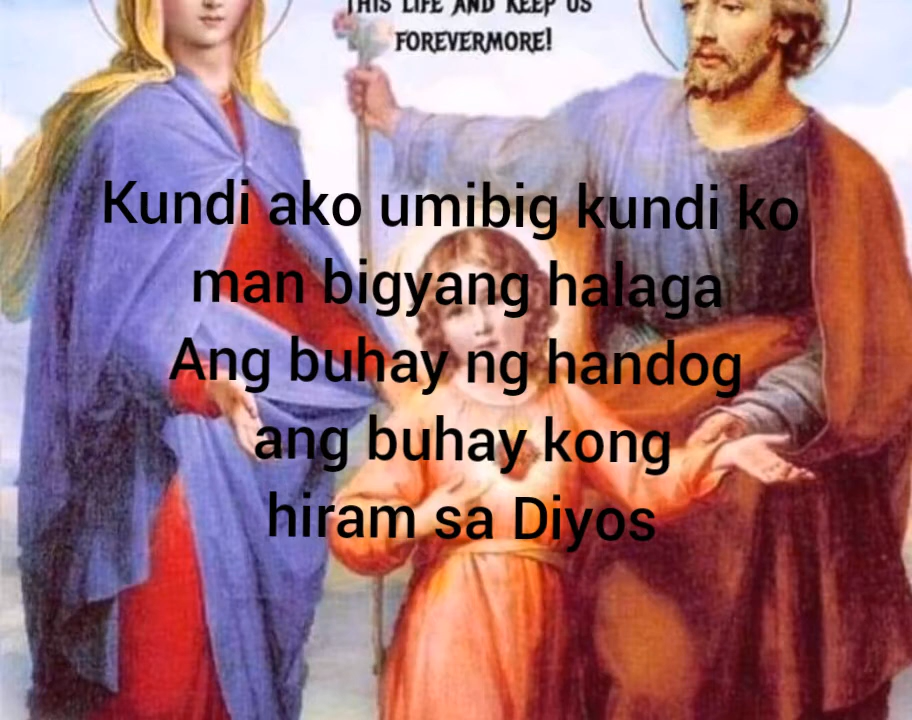 THIS LIFE AND KEEP US
FOREVERMORE!
Kundi ako umibig kundi ko
man bigyang halaga
Ang buhay ng handog
ang buhay kong
hiram sa Diyos